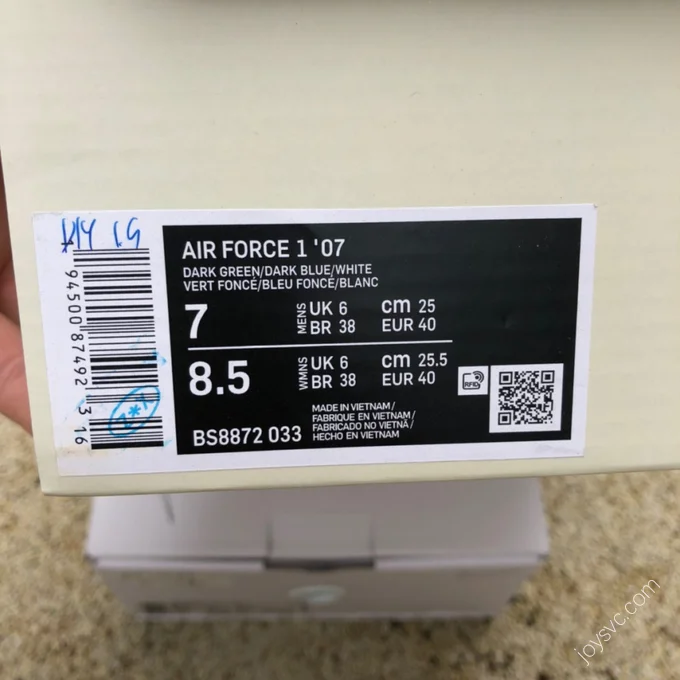 AIR FORCE 1 '07
DARK GREEN/DARK BLUE/WHITE
VERT FONCÉ/BLEU FONCÉ/BLANC
7
MENS
UK 6
BR 38
cm 25
EUR 40
8.5
WMNS
UK 6
BR 38
cm 25.5
EUR 40
RFID
BS8872 033
MADE IN VIETNAM/
FABRIQUE EN VIETNAM/
FABRICADO NO VIETNÃ/
HECHO EN VIETNAM
94500 87492 3 16
joysvc.com